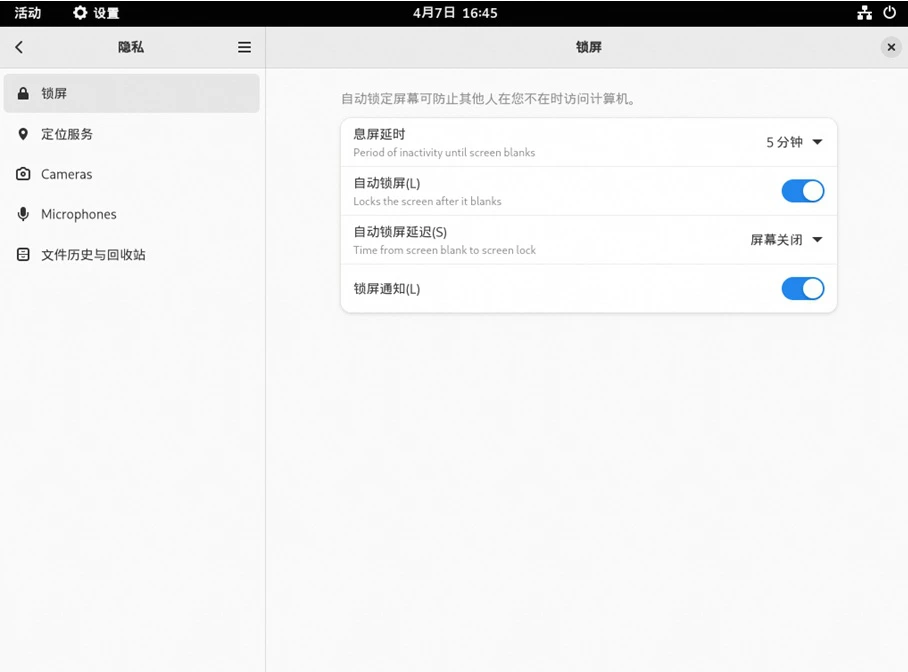 活动 设置 4月7日 16:45
隐私 锁屏
锁屏
定位服务
Cameras
Microphones
文件历史与回收站
自动锁定屏幕可防止其他人在您不在时访问计算机。
息屏延时
Period of inactivity until screen blanks
5 分钟
自动锁屏(L)
Locks the screen after it blanks
自动锁屏延迟(S)
Time from screen blank to screen lock
屏幕关闭
锁屏通知(L)